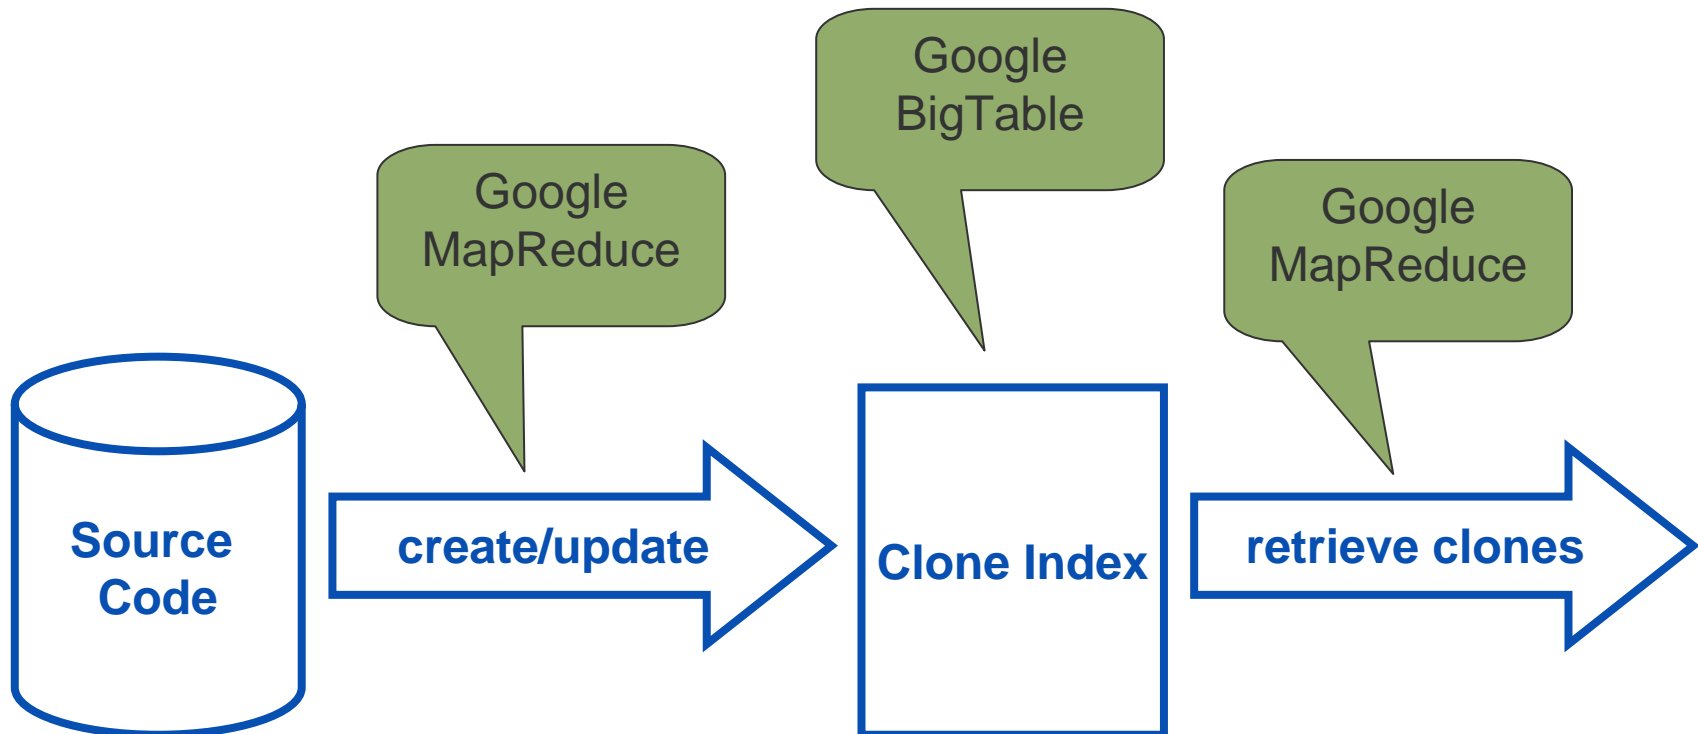 Google
BigTable
Google
MapReduce
Google
MapReduce
Source
Code
create/update
Clone Index
retrieve clones